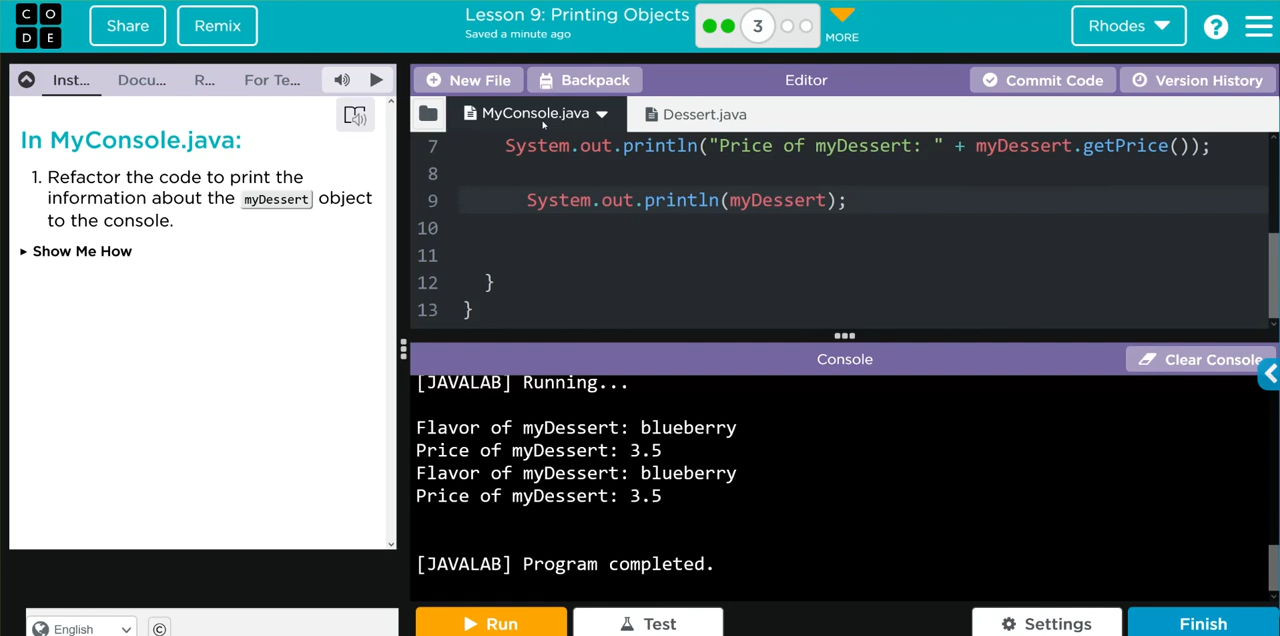 C O D E
Share
Remix
Lesson 9: Printing Objects
Saved a minute ago
3
MORE
Rhodes
?
Inst...
Docu...
R...
For Te...
New File
Backpack
Editor
Commit Code
Version History
MyConsole.java
Dessert.java
In MyConsole.java:
1. Refactor the code to print the
information about the myDessert object
to the console.
Show Me How
7 System.out.println("Price of myDessert: " + myDessert.getPrice());
8
9 System.out.println(myDessert);
10
11
12 }
13 }
Console
Clear Console
[JAVALAB] Running...
Flavor of myDessert: blueberry
Price of myDessert: 3.5
Flavor of myDessert: blueberry
Price of myDessert: 3.5
[JAVALAB] Program completed.
English
©
Run
Test
Settings
Finish